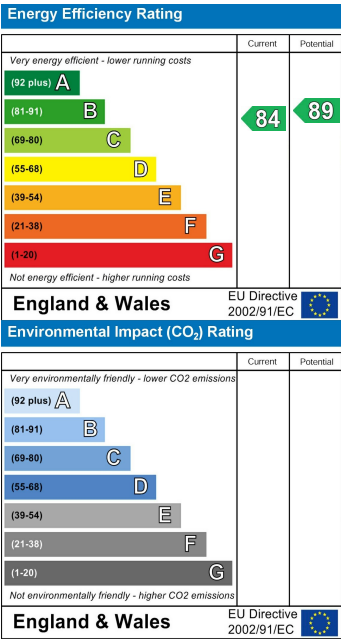 Energy Efficiency Rating
Current Potential
Very energy efficient - lower running costs
(92 plus) A
(81-91) B
84 89
(69-80) C
(55-68) D
(39-54) E
(21-38) F
(1-20) G
Not energy efficient - higher running costs
England & Wales
EU Directive
2002/91/EC
Environmental Impact (CO₂) Rating
Current Potential
Very environmentally friendly - lower CO2 emissions
(92 plus) A
(81-91) B
(69-80) C
(55-68) D
(39-54) E
(21-38) F
(1-20) G
Not environmentally friendly - higher CO2 emissions
England & Wales
EU Directive
2002/91/EC